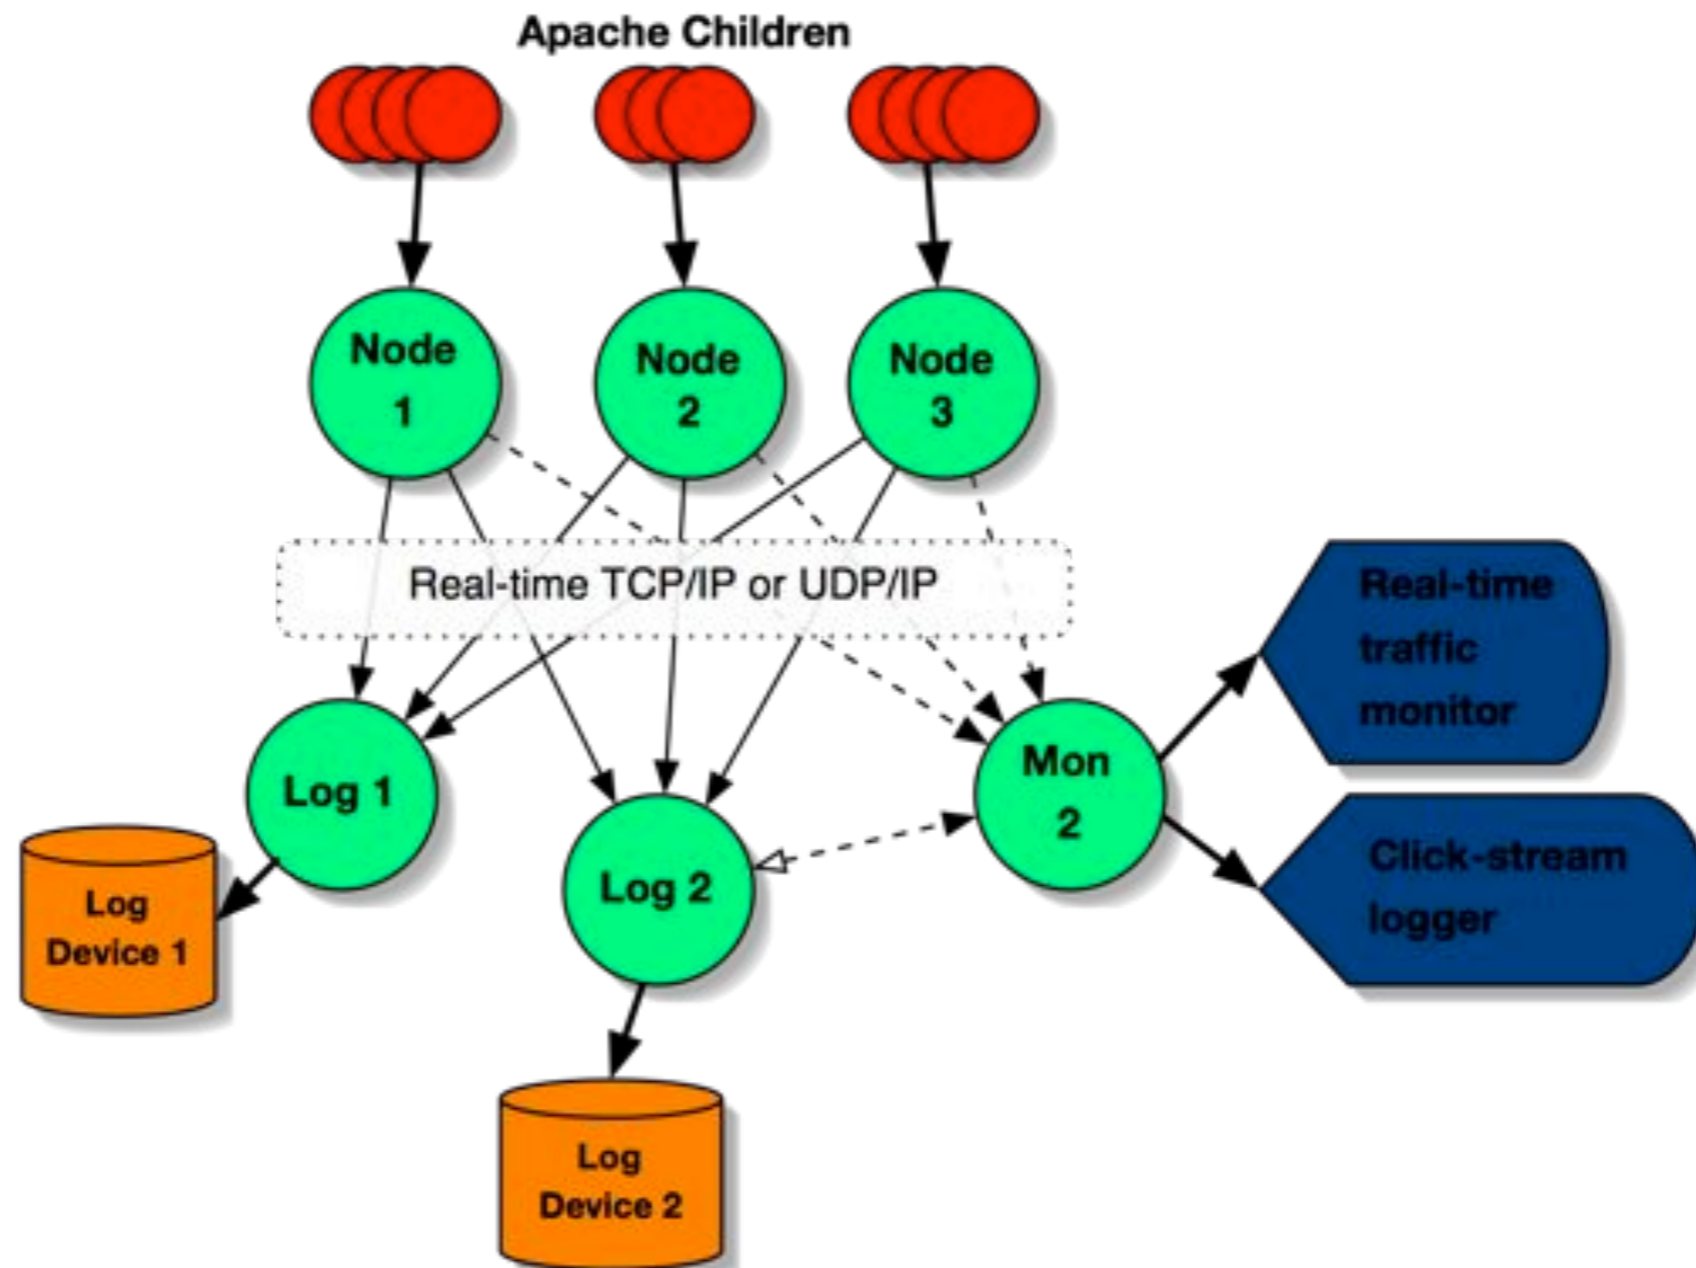 Apache Children
Node
1
Node
2
Node
3
Real-time TCP/IP or UDP/IP
Real-time
traffic
monitor
Log 1
Mon
2
Log 2
Click-stream
logger
Log
Device 1
Log
Device 2